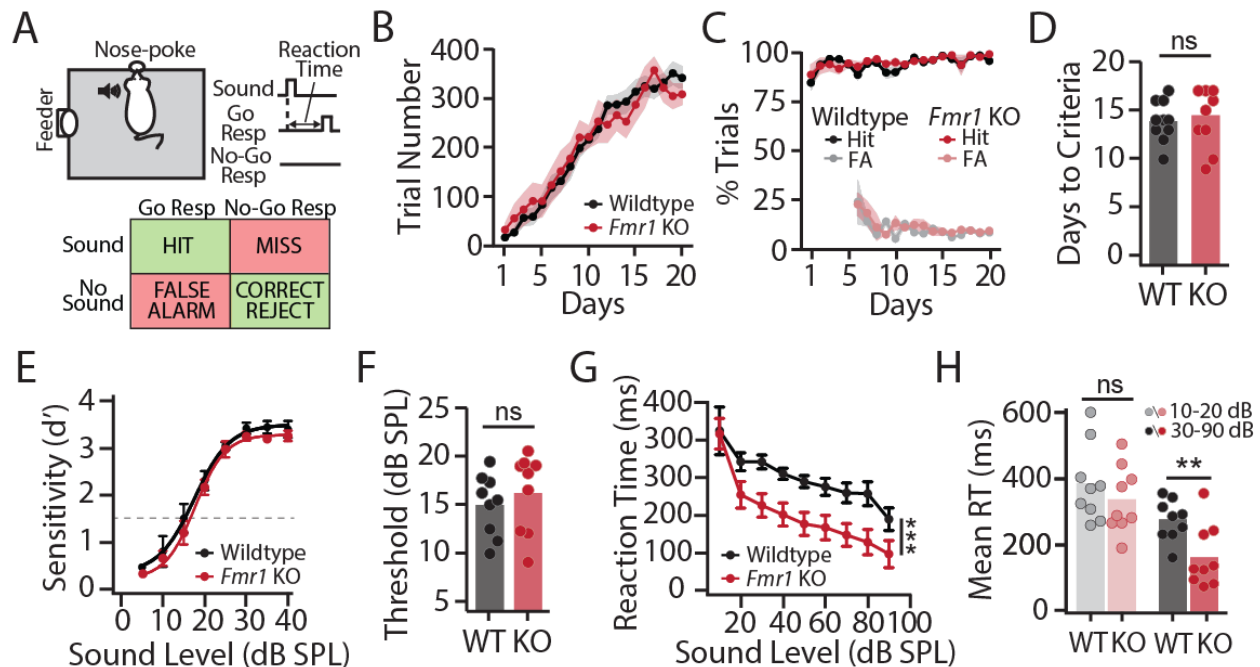 A
Nose-poke
Feeder
Reaction
Time
Sound
Go
Resp
No-Go
Resp
Go Resp No-Go Resp
Sound HIT MISS
No
Sound
FALSE
ALARM
CORRECT
REJECT
B
Trial Number
400
300
200
100
0
Wildtype
Fmr1 KO
1 5 10 15 20
Days
C
% Trials
100
75
50
25
0
Wildtype Fmr1 KO
Hit Hit
FA FA
1 5 10 15 20
Days
D
ns
Days to Criteria
20
15
10
5
0
WT KO
E
Sensitivity (d’)
4
3
2
1
0
Wildtype
Fmr1 KO
0 10 20 30 40
Sound Level (dB SPL)
F
ns
Threshold (dB SPL)
25
20
15
10
5
WT KO
G
Reaction Time (ms)
400
300
200
100
0
***
Wildtype
Fmr1 KO
20 40 60 80 100
Sound Level (dB SPL)
H
ns
10-20 dB
30-90 dB
**
Mean RT (ms)
600
400
200
0
WT KO WT KO